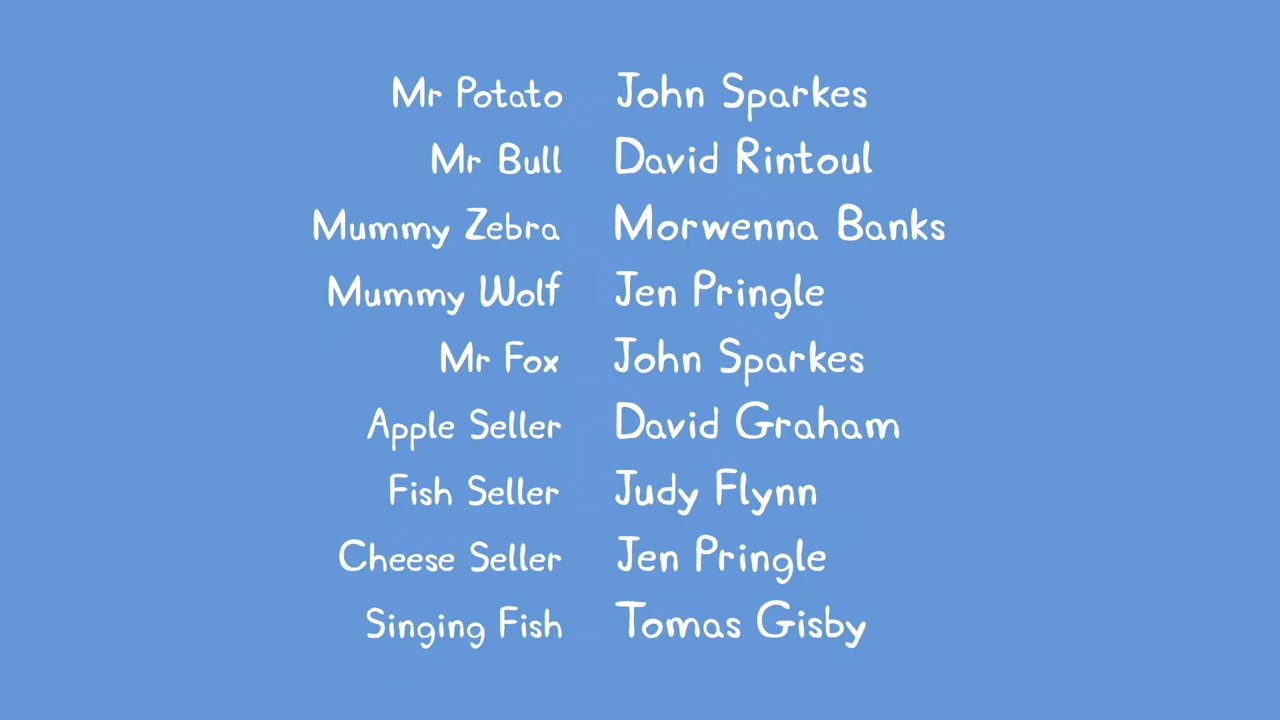 Mr Potato John Sparkes
Mr Bull David Rintoul
Mummy Zebra Morwenna Banks
Mummy Wolf Jen Pringle
Mr Fox John Sparkes
Apple Seller David Graham
Fish Seller Judy Flynn
Cheese Seller Jen Pringle
Singing Fish Tomas Gisby